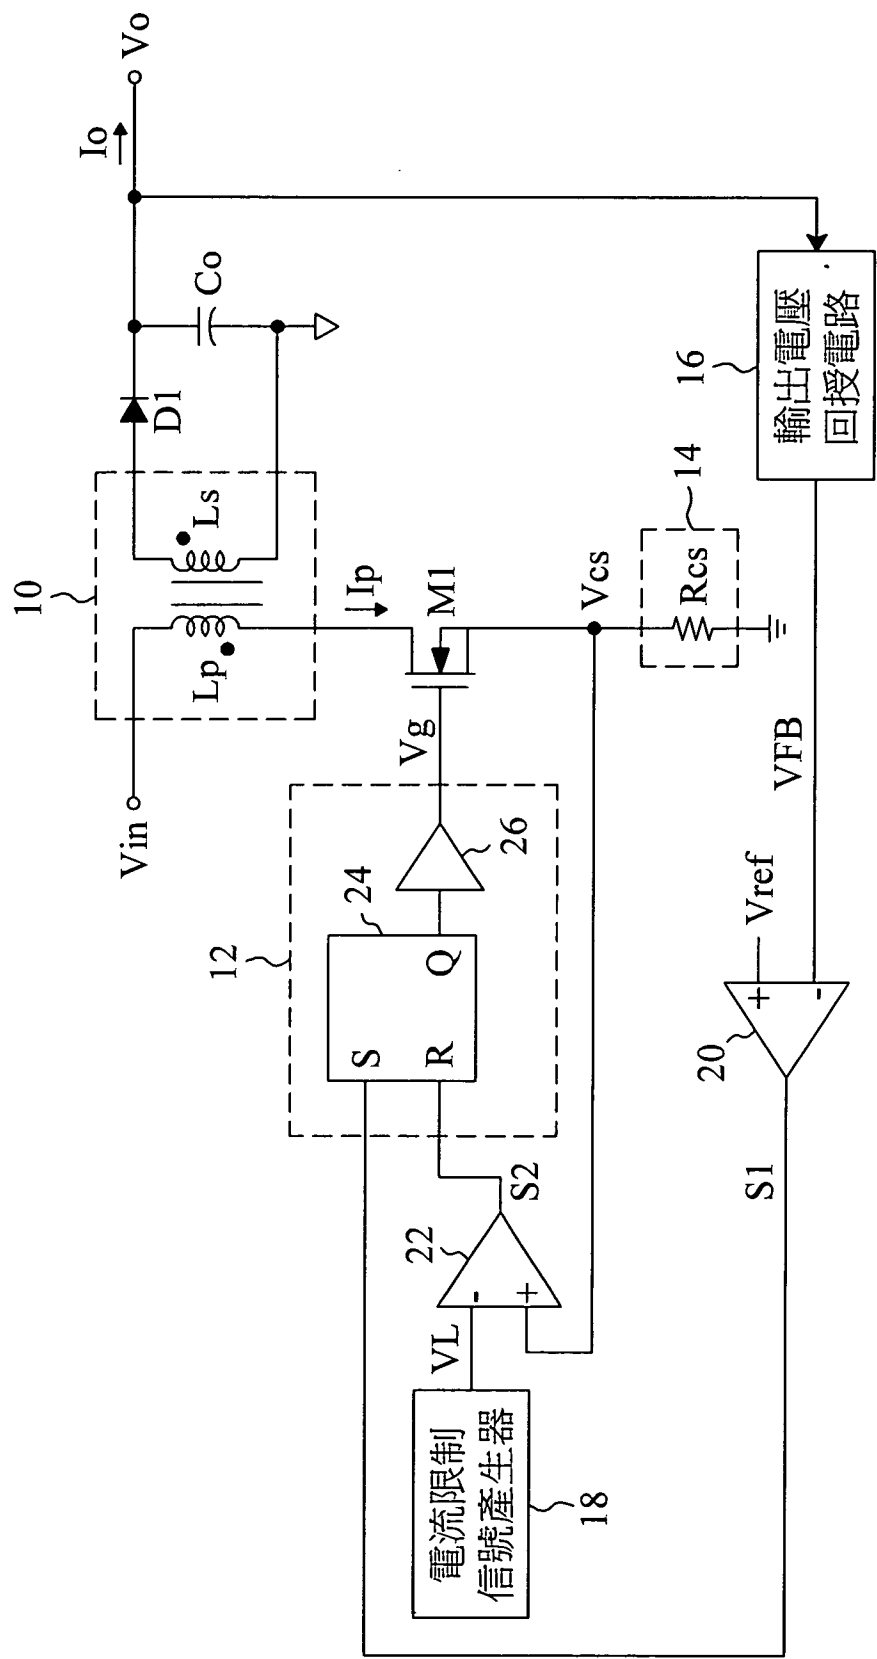 Vin
10
Lp
Ls
D1
Co
Io
Vo
12
24
S
R
Q
26
Vg
Ip
M1
Vcs
14
Rcs
16
輸出電壓
回授電路
電流限制
信號產生器
18
VL
22
-
+
S2
S1
20
+
-
Vref
VFB